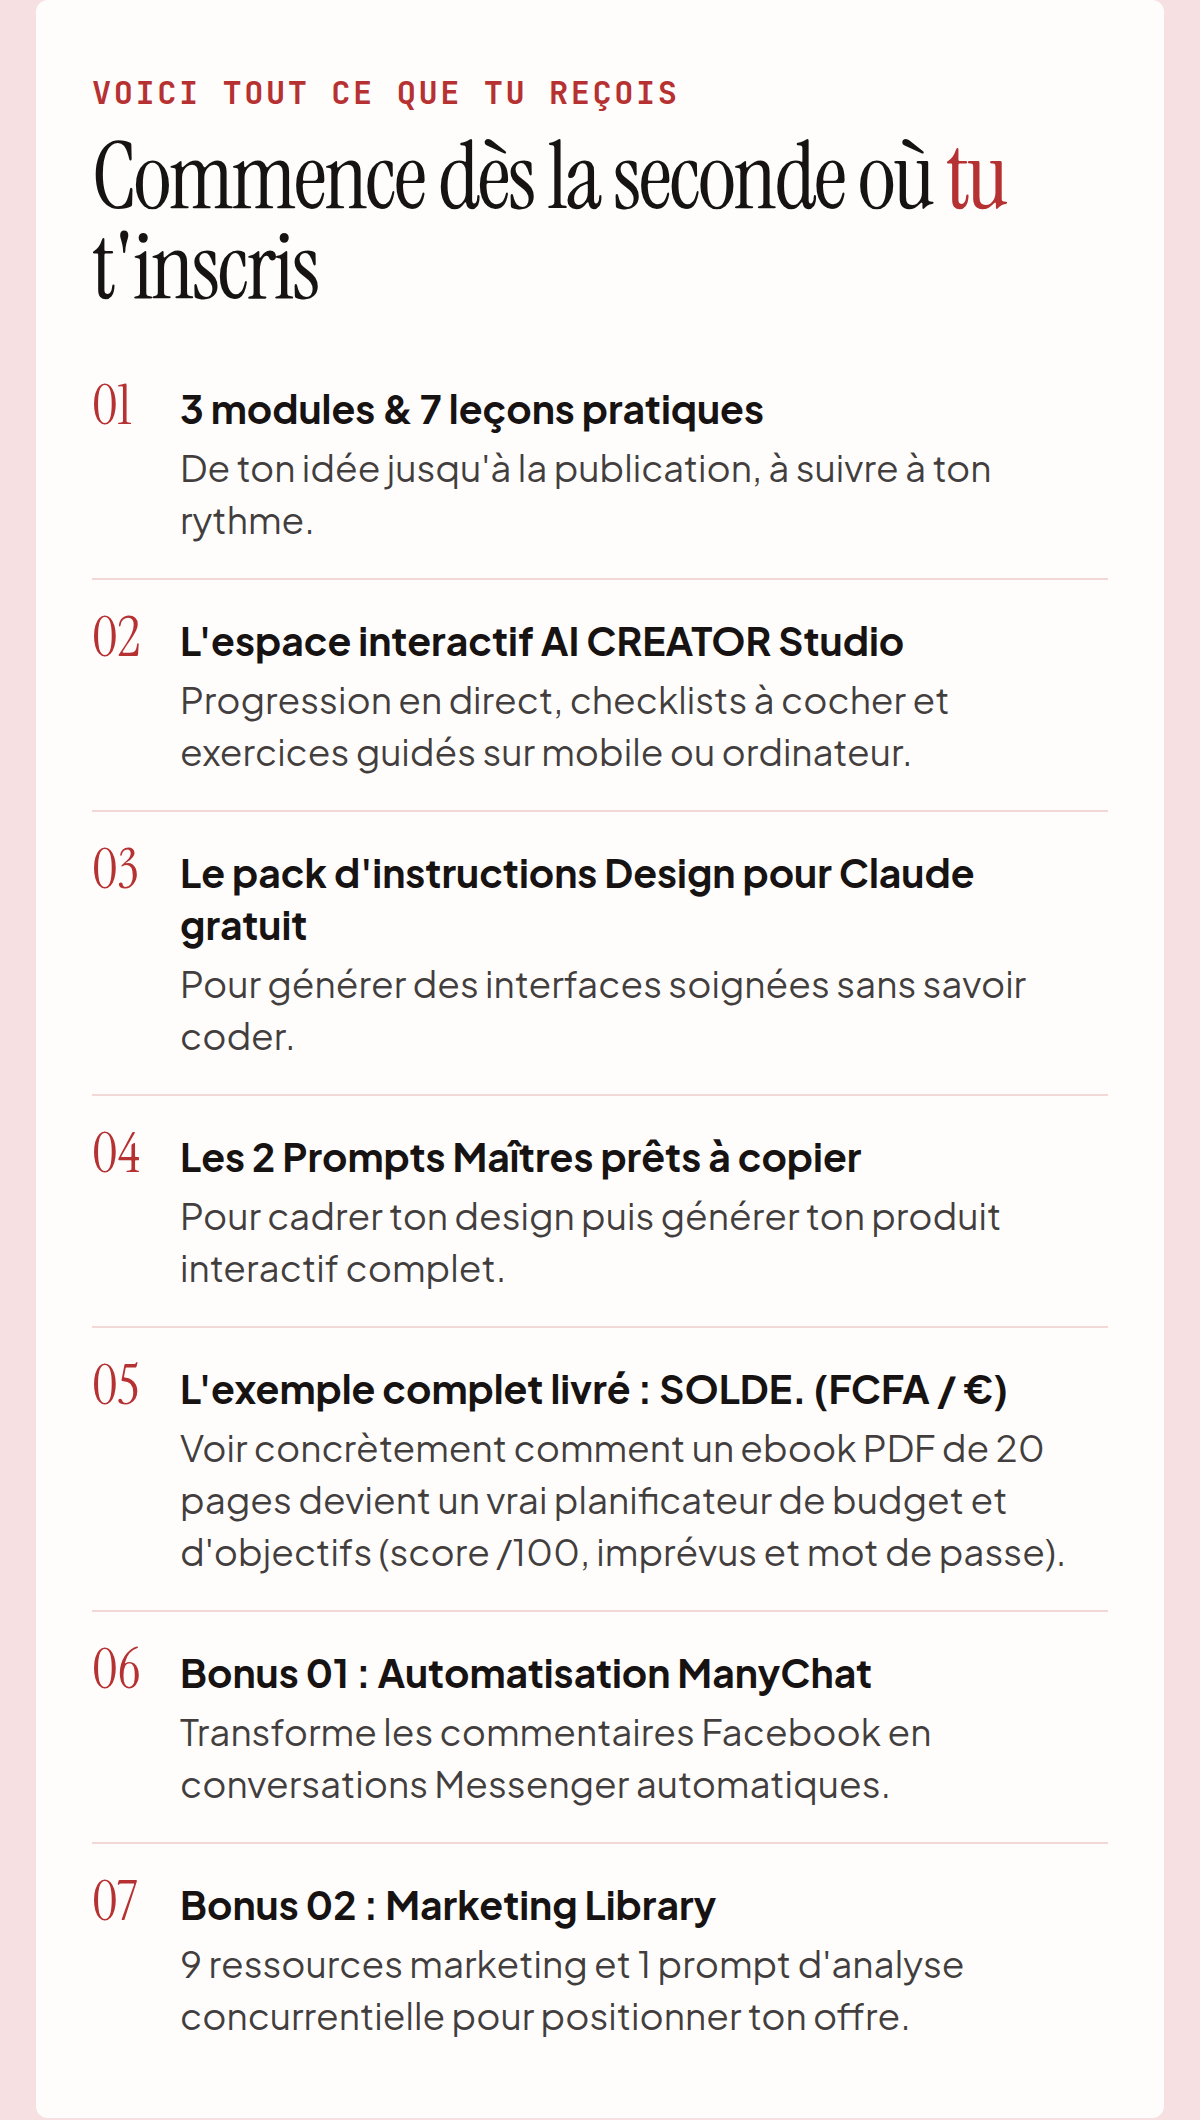 VOICI TOUT CE QUE TU REÇOIS
Commence dès la seconde où tu
t'inscris
01
3 modules & 7 leçons pratiques
De ton idée jusqu'à la publication, à suivre à ton
rythme.
02
L'espace interactif AI CREATOR Studio
Progression en direct, checklists à cocher et
exercices guidés sur mobile ou ordinateur.
03
Le pack d'instructions Design pour Claude
gratuit
Pour générer des interfaces soignées sans savoir
coder.
04
Les 2 Prompts Maîtres prêts à copier
Pour cadrer ton design puis générer ton produit
interactif complet.
05
L'exemple complet livré : SOLDE. (FCFA / €)
Voir concrètement comment un ebook PDF de 20
pages devient un vrai planificateur de budget et
d'objectifs (score /100, imprévus et mot de passe).
06
Bonus 01 : Automatisation ManyChat
Transforme les commentaires Facebook en
conversations Messenger automatiques.
07
Bonus 02 : Marketing Library
9 ressources marketing et 1 prompt d'analyse
concurrentielle pour positionner ton offre.